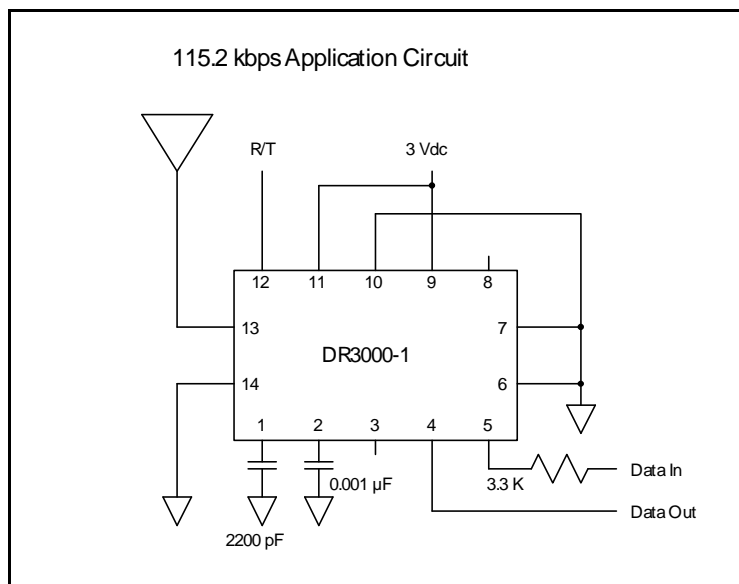 115.2 kbps Application Circuit
R/T
3 Vdc
12 11 10 9 8
13
7
DR3000-1
14
6
1 2 3 4 5
0.001 µF
3.3 K
Data In
Data Out
2200 pF